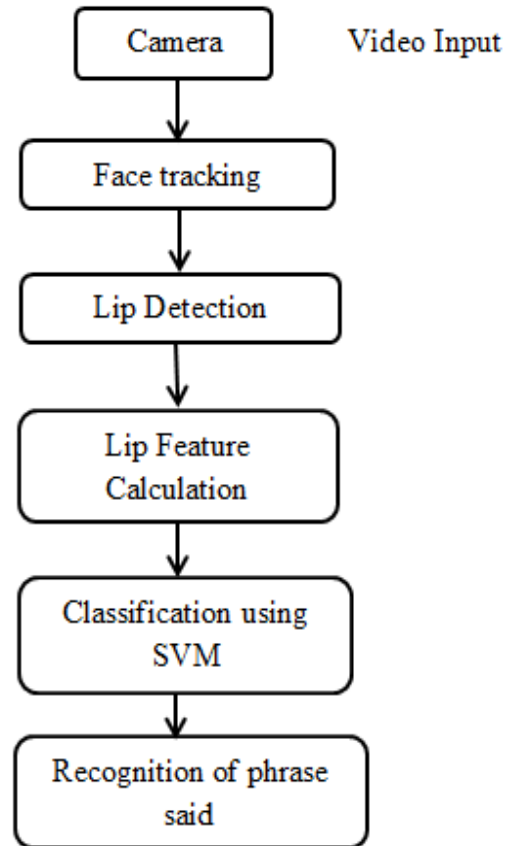 Camera
Video Input
Face tracking
Lip Detection
Lip Feature
Calculation
Classification using
SVM
Recognition of phrase
said